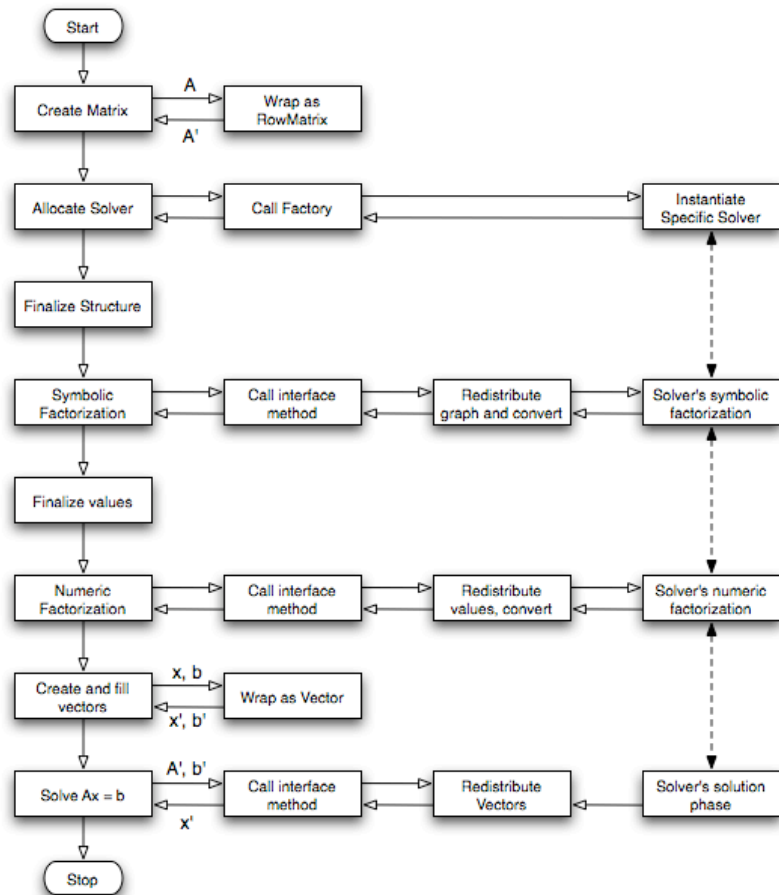 Start
A
Create Matrix
Wrap as
RowMatrix
A'
Allocate Solver
Call Factory
Instantiate
Specific Solver
Finalize Structure
Symbolic
Factorization
Call interface
method
Redistribute
graph and convert
Solver's symbolic
factorization
Finalize values
Numeric
Factorization
Call interface
method
Redistribute
values, convert
Solver's numeric
factorization
x, b
Create and fill
vectors
Wrap as Vector
x', b'
A', b'
Solve Ax = b
Call interface
method
Redistribute
Vectors
Solver's solution
phase
x'
Stop